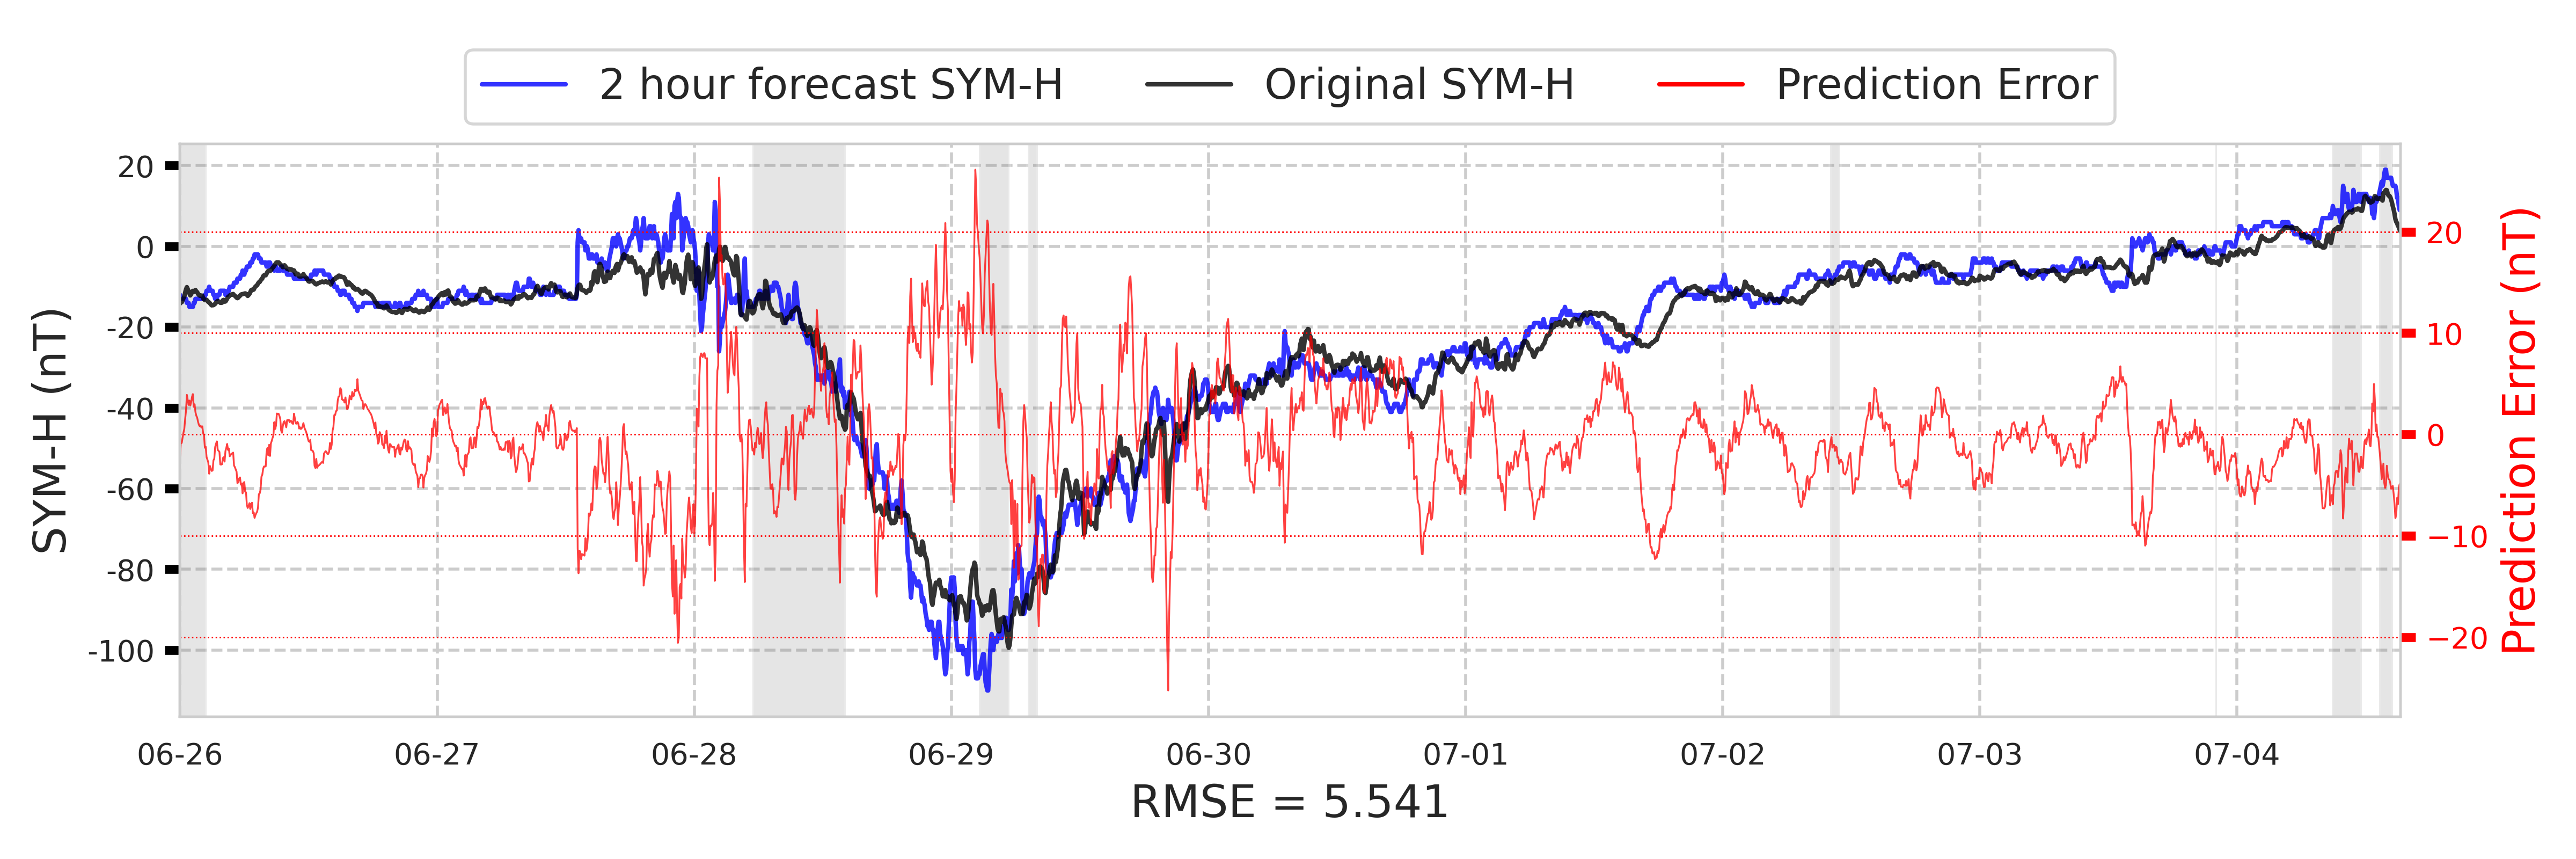 2 hour forecast SYM-H Original SYM-H Prediction Error
SYM-H (nT)
20
0
-20
-40
-60
-80
-100
20
10
0
−10
−20
Prediction Error (nT)
06-26 06-27 06-28 06-29 06-30 07-01 07-02 07-03 07-04
RMSE = 5.541